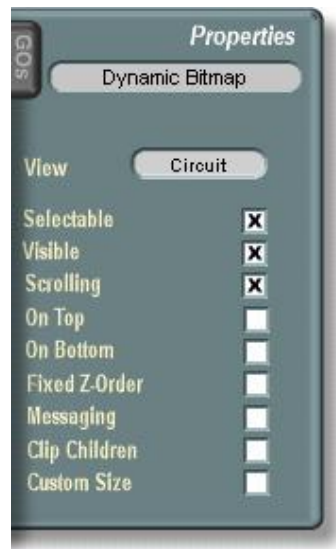 Properties
GOs
Dynamic Bitmap
View Circuit
Selectable X
Visible X
Scrolling X
On Top
On Bottom
Fixed Z-Order
Messaging
Clip Children
Custom Size